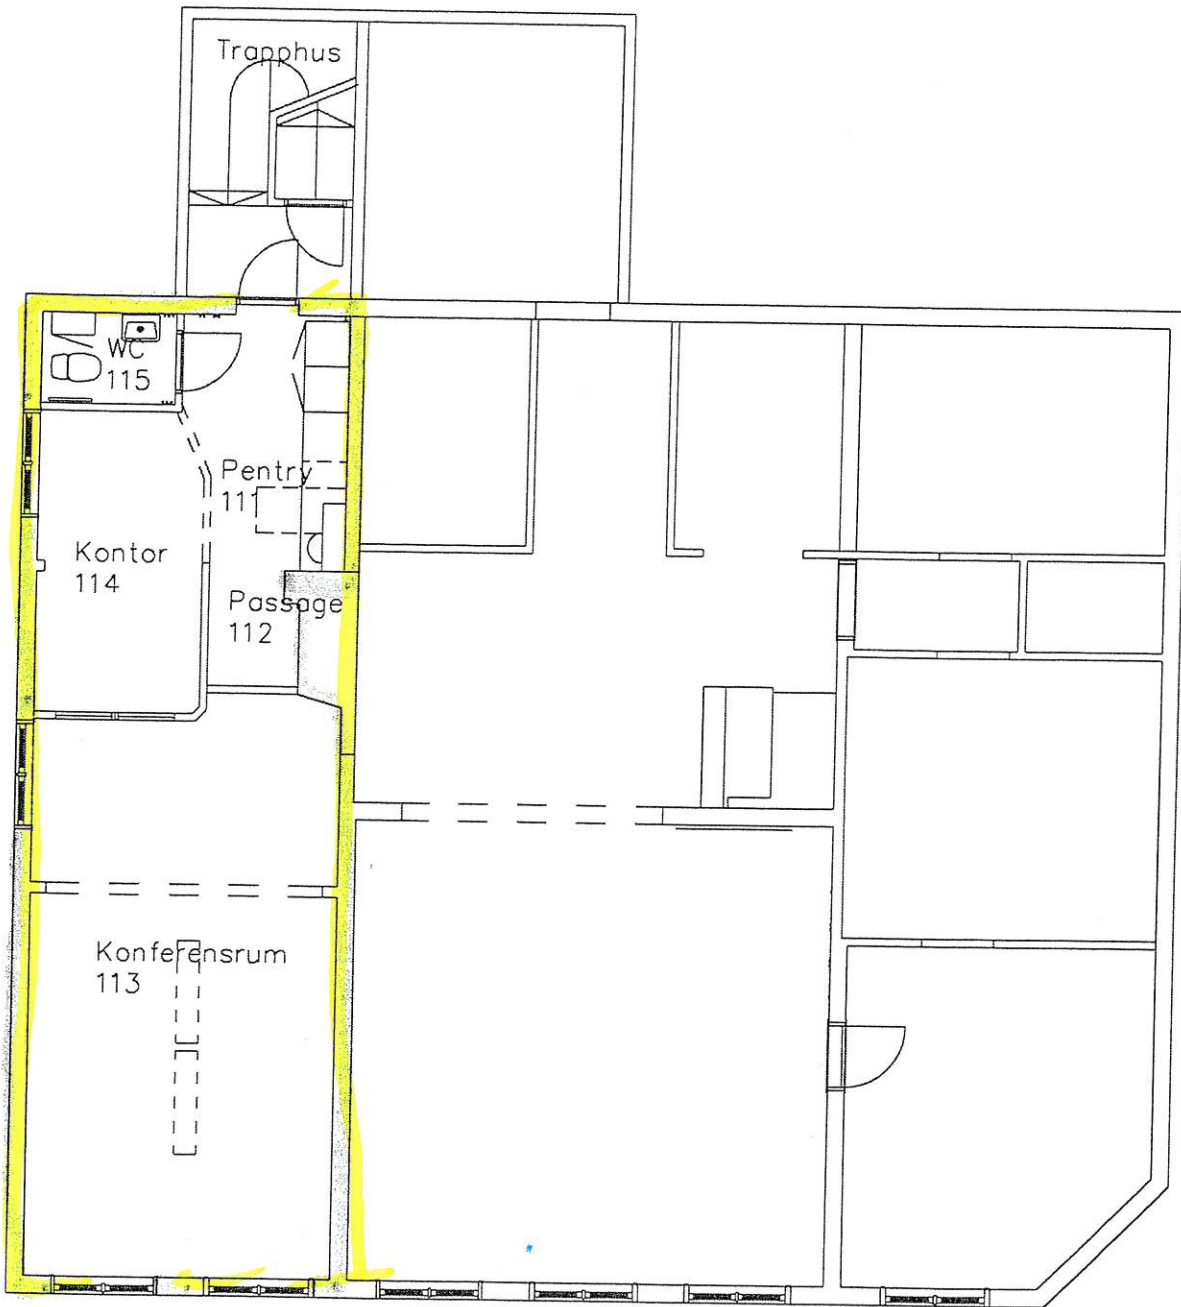 Trapphus
WC
115
Pentry
111
Kontor
114
Passage
112
Konferensrum
113